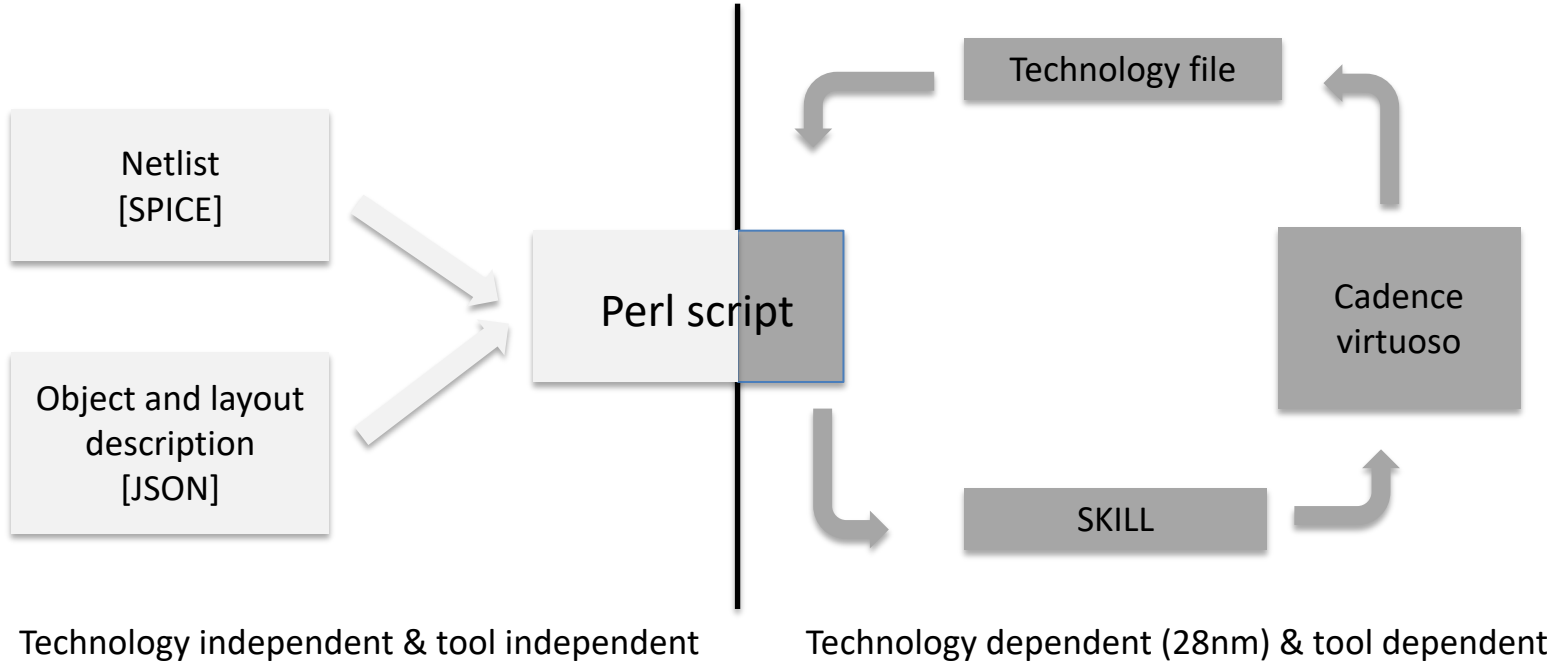 Technology file
Netlist
[SPICE]
Perl script
Cadence
virtuoso
Object and layout
description
[JSON]
SKILL
Technology independent & tool independent
Technology dependent (28nm) & tool dependent